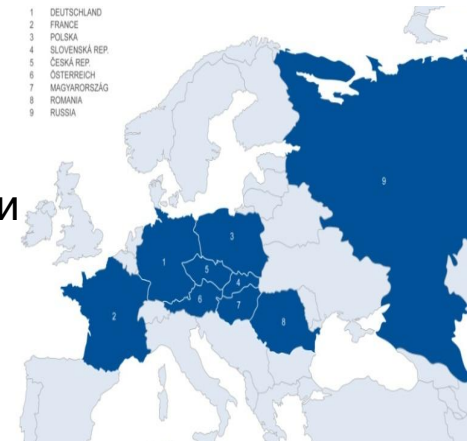 1 DEUTSCHLAND
2 FRANCE
3 POLSKA
4 SLOVENSKÁ REP.
5 ČESKÁ REP.
6 ÖSTERREICH
7 MAGYARORSZÁG
8 ROMANIA
9 RUSSIA
и
9
3
1
5
4
6
7
8
2